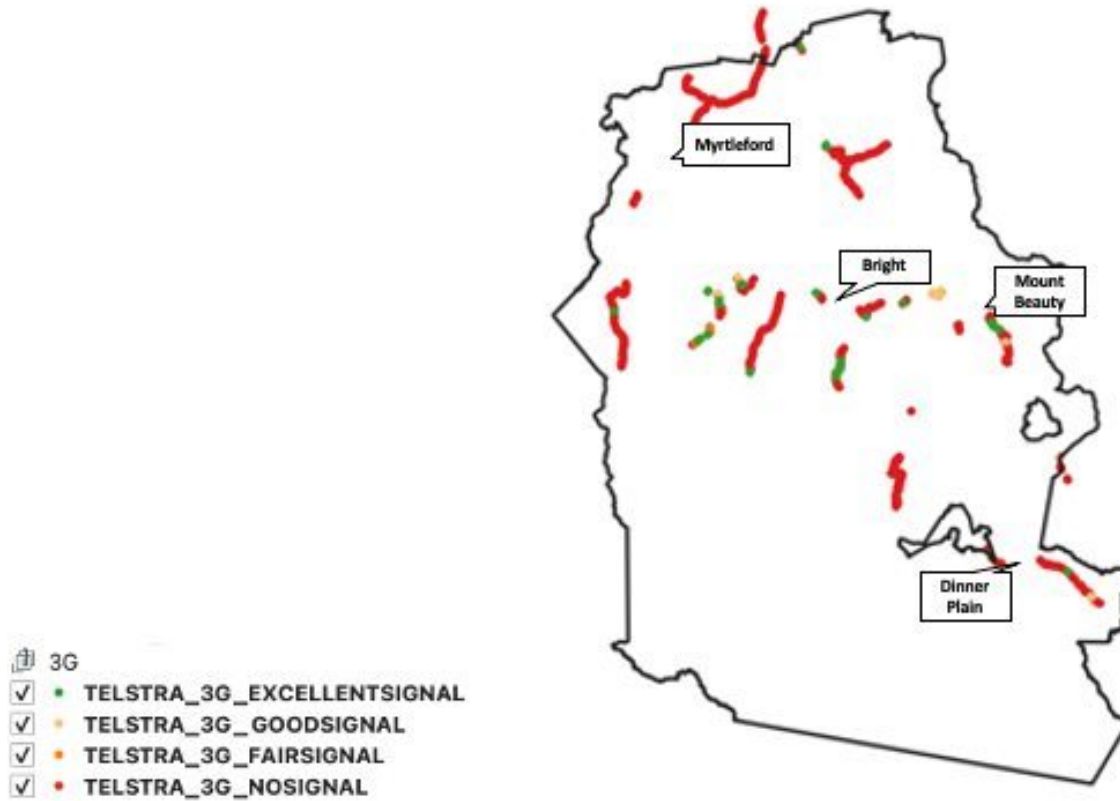 Myrtleford
Bright
Mount
Beauty
Dinner
Plain
3G
TELSTRA_3G_EXCELLENTSIGNAL
TELSTRA_3G_GOODSIGNAL
TELSTRA_3G_FAIRSIGNAL
TELSTRA_3G_NOSIGNAL